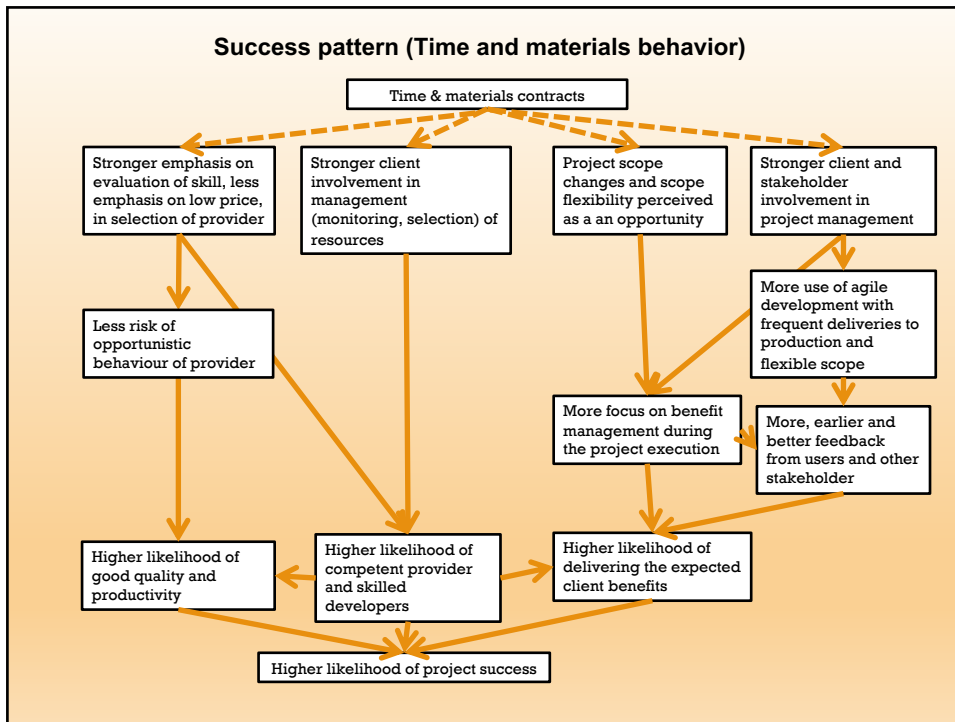 Success pattern (Time and materials behavior)
Time & materials contracts
Stronger emphasis on
evaluation of skill, less
emphasis on low price,
in selection of provider
Stronger client
involvement in
management
(monitoring, selection) of
resources
Project scope
changes and scope
flexibility perceived
as a an opportunity
Stronger client and
stakeholder
involvement in
project management
Less risk of
opportunistic
behaviour of provider
More use of agile
development with
frequent deliveries to
production and
flexible scope
More focus on benefit
management during
the project execution
More, earlier and
better feedback
from users and other
stakeholder
Higher likelihood of
good quality and
productivity
Higher likelihood of
competent provider
and skilled
developers
Higher likelihood of
delivering the expected
client benefits
Higher likelihood of project success